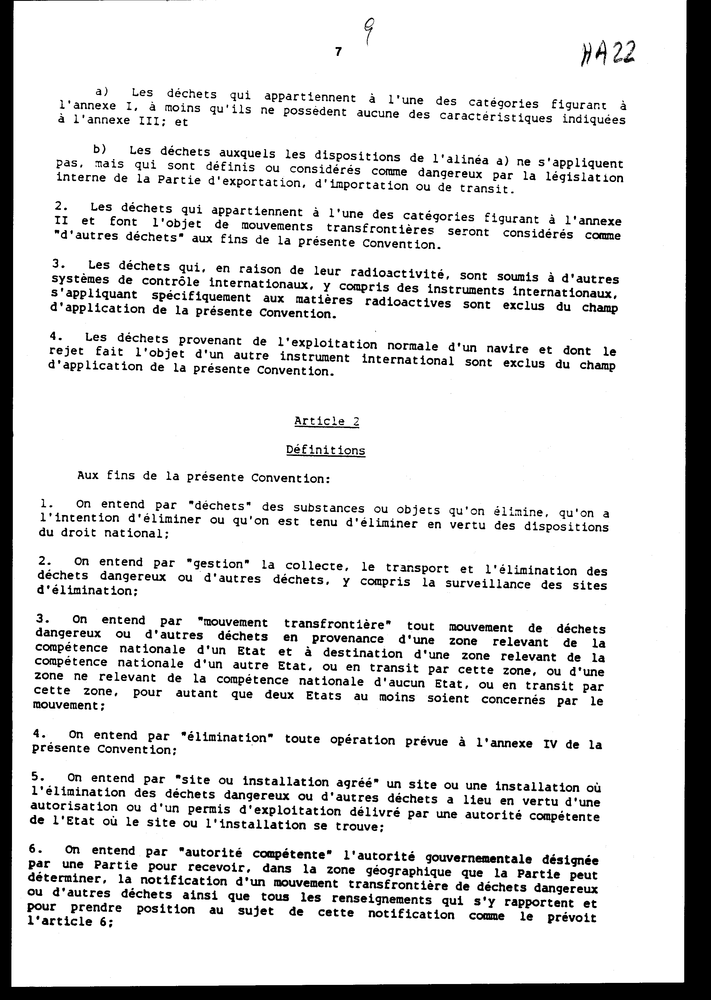 9
7
HA22
a) Les déchets qui appartiennent à l'une des catégories figurant à
l'annexe I, à moins qu'ils ne possèdent aucune des caractéristiques indiquées
à l'annexe III; et
b) Les déchets auxquels les dispositions de l'alinéa a) ne s'appliquent
pas, mais qui sont définis ou considérés comme dangereux par la législation
interne de la Partie d'exportation, d'importation ou de transit.
2. Les déchets qui appartiennent à l'une des catégories figurant à l'annexe
II et font l'objet de mouvements transfrontières seront considérés comme
"d'autres déchets" aux fins de la présente Convention.
3. Les déchets qui, en raison de leur radioactivité, sont soumis à d'autres
systèmes de contrôle internationaux, y compris des instruments internationaux,
s'appliquant spécifiquement aux matières radioactives sont exclus du champ
d'application de la présente Convention.
4. Les déchets provenant de l'exploitation normale d'un navire et dont le
rejet fait l'objet d'un autre instrument international sont exclus du champ
d'application de la présente Convention.
Article 2
Définitions
Aux fins de la présente Convention:
1. On entend par "déchets" des substances ou objets qu'on élimine, qu'on a
l'intention d'éliminer ou qu'on est tenu d'éliminer en vertu des dispositions
du droit national;
2. On entend par "gestion" la collecte, le transport et l'élimination des
déchets dangereux ou d'autres déchets, y compris la surveillance des sites
d'élimination;
3. On entend par "mouvement transfrontière" tout mouvement de déchets
dangereux ou d'autres déchets en provenance d'une zone relevant de la
compétence nationale d'un Etat et à destination d'une zone relevant de la
compétence nationale d'un autre Etat, ou en transit par cette zone, ou d'une
zone ne relevant de la compétence nationale d'aucun Etat, ou en transit par
cette zone, pour autant que deux Etats au moins soient concernés par le
mouvement;
4. On entend par "élimination" toute opération prévue à l'annexe IV de la
présente Convention;
5. On entend par "site ou installation agréé" un site ou une installation où
l'élimination des déchets dangereux ou d'autres déchets a lieu en vertu d'une
autorisation ou d'un permis d'exploitation délivré par une autorité compétente
de l'Etat où le site ou l'installation se trouve;
6. On entend par "autorité compétente" l'autorité gouvernementale désignée
par une Partie pour recevoir, dans la zone géographique que la Partie peut
déterminer, la notification d'un mouvement transfrontière de déchets dangereux
ou d'autres déchets ainsi que tous les renseignements qui s'y rapportent et
pour prendre position au sujet de cette notification comme le prévoit
l'article 6;